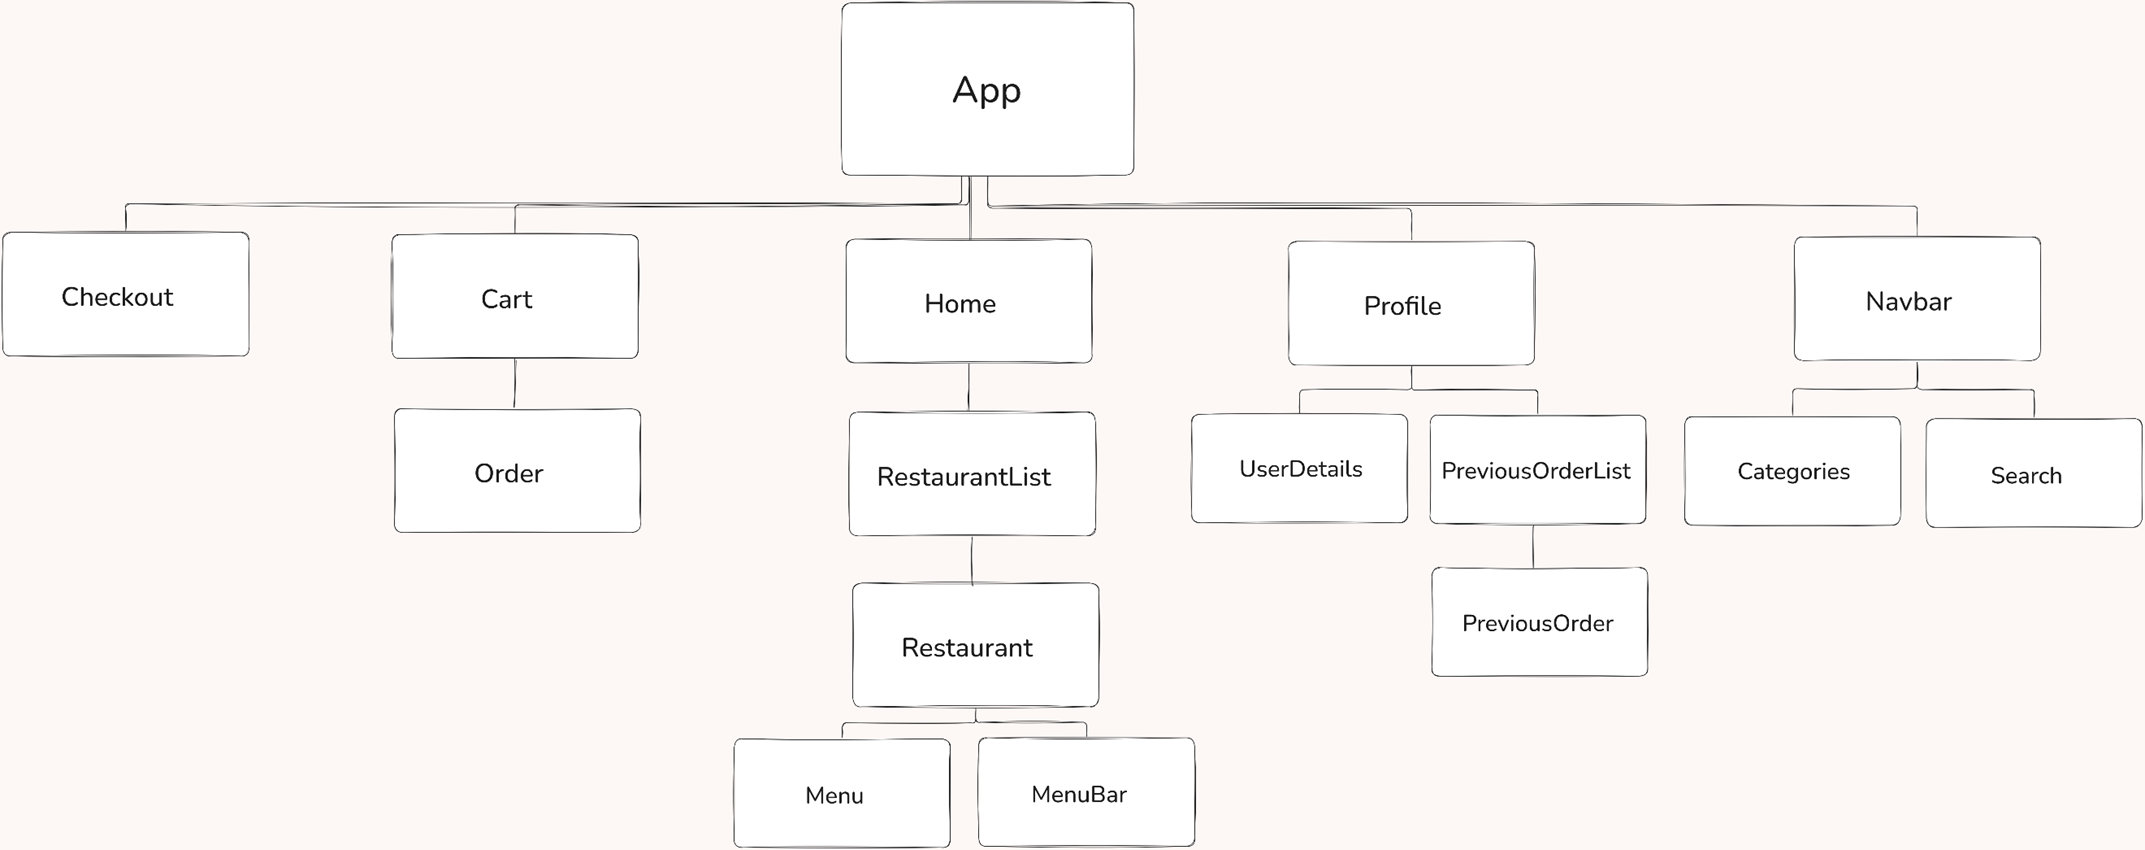 App
Checkout
Cart
Home
Profile
Navbar
Order
RestaurantList
UserDetails
PreviousOrderList
Categories
Search
Restaurant
PreviousOrder
Menu
MenuBar